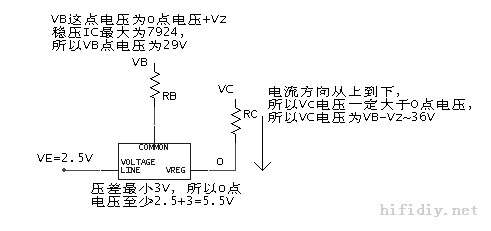 VB这点电压为O点电压+Vz
稳压IC最大为7924,
所以VB点电压为29V
VB
RB
VC
RC
电流方向从上到下,
所以VC电压一定大于O点电压,
所以VC电压为VB-Vz~36V
COMMON
VE=2.5V
VOLTAGE
LINE
VREG
O
压差最小3V, 所以O点
电压至少2.5+3=5.5V
hifidiy.net